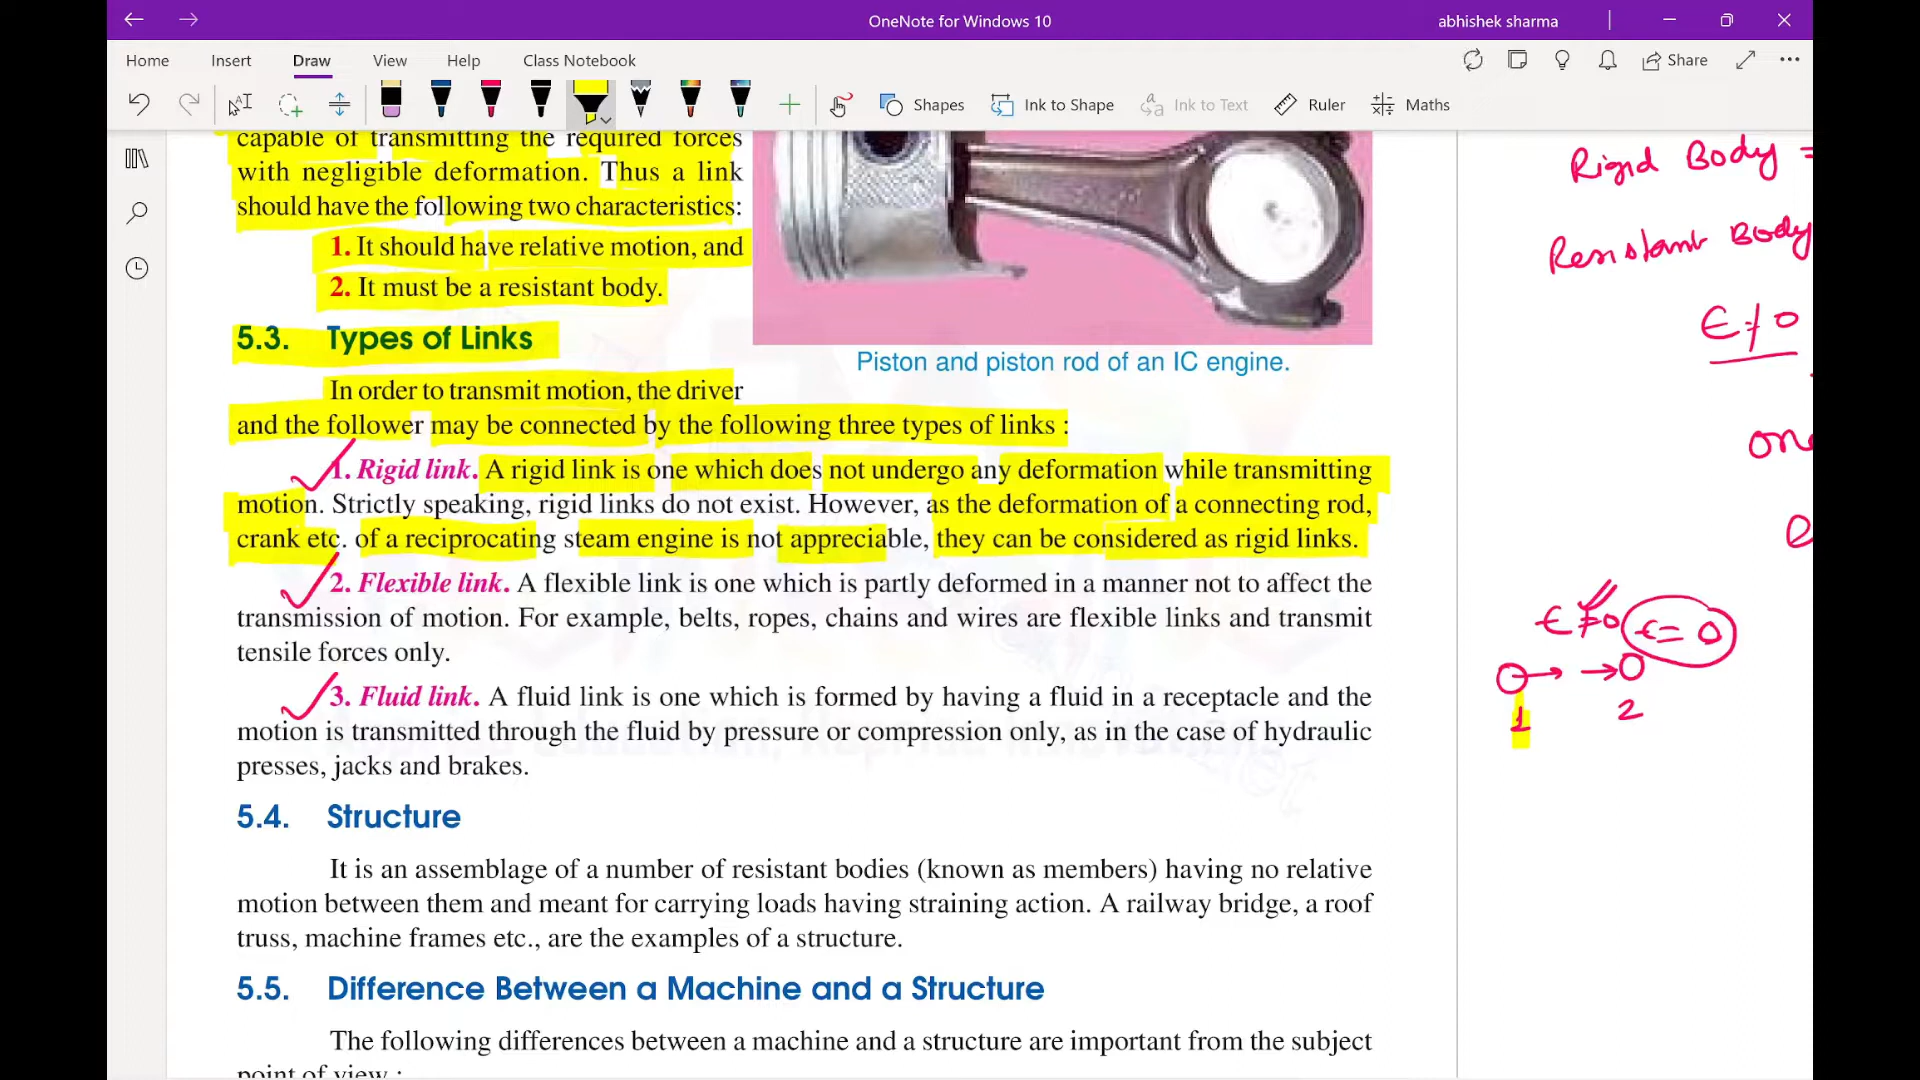 OneNote for Windows 10
abhishek sharma
Home Insert Draw View Help Class Notebook
Share
Shapes Ink to Shape Ink to Text Ruler Maths
capable of transmitting the required forces
with negligible deformation. Thus a link
should have the following two characteristics:
1. It should have relative motion, and
2. It must be a resistant body.
5.3. Types of Links
Piston and piston rod of an IC engine.
In order to transmit motion, the driver
and the follower may be connected by the following three types of links :
1. Rigid link. A rigid link is one which does not undergo any deformation while transmitting
motion. Strictly speaking, rigid links do not exist. However, as the deformation of a connecting rod,
crank etc. of a reciprocating steam engine is not appreciable, they can be considered as rigid links.
2. Flexible link. A flexible link is one which is partly deformed in a manner not to affect the
transmission of motion. For example, belts, ropes, chains and wires are flexible links and transmit
tensile forces only.
3. Fluid link. A fluid link is one which is formed by having a fluid in a receptacle and the
motion is transmitted through the fluid by pressure or compression only, as in the case of hydraulic
presses, jacks and brakes.
5.4. Structure
It is an assemblage of a number of resistant bodies (known as members) having no relative
motion between them and meant for carrying loads having straining action. A railway bridge, a roof
truss, machine frames etc., are the examples of a structure.
5.5. Difference Between a Machine and a Structure
The following differences between a machine and a structure are important from the subject
point of view :
Rigid Body =
Resistant Body
∈ ≠ 0
one
∈ ≠ 0 ∈ = 0
1 2